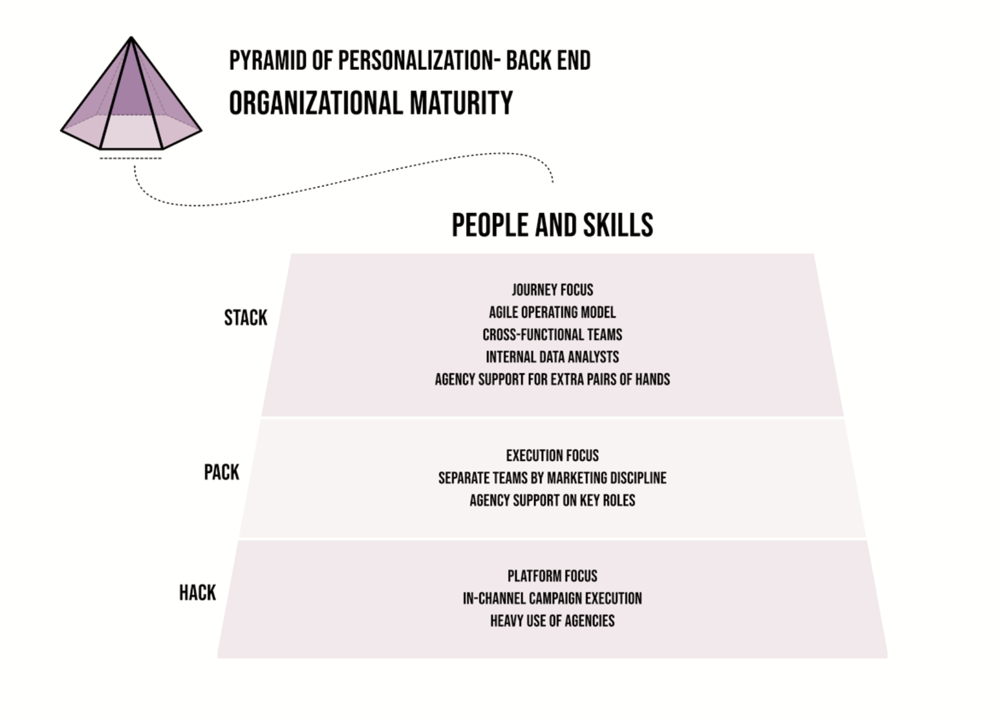 PYRAMID OF PERSONALIZATION- BACK END
ORGANIZATIONAL MATURITY
PEOPLE AND SKILLS
STACK
JOURNEY FOCUS
AGILE OPERATING MODEL
CROSS-FUNCTIONAL TEAMS
INTERNAL DATA ANALYSTS
AGENCY SUPPORT FOR EXTRA PAIRS OF HANDS
PACK
EXECUTION FOCUS
SEPARATE TEAMS BY MARKETING DISCIPLINE
AGENCY SUPPORT ON KEY ROLES
HACK
PLATFORM FOCUS
IN-CHANNEL CAMPAIGN EXECUTION
HEAVY USE OF AGENCIES